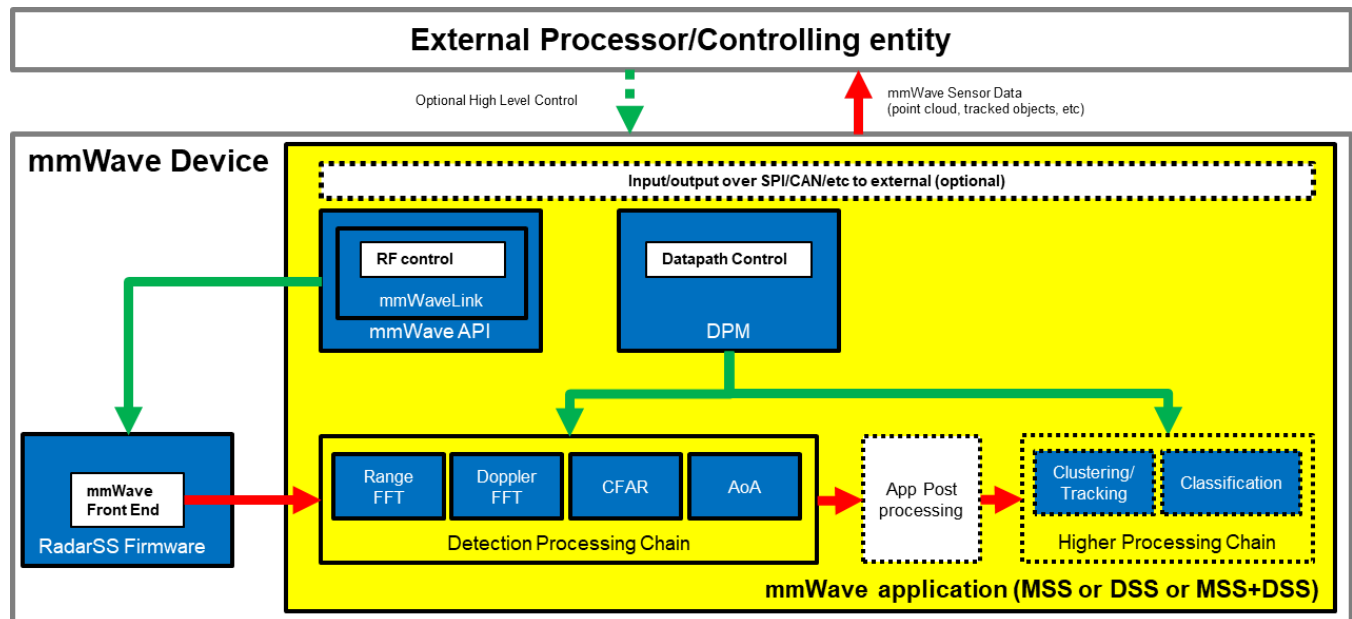 External Processor/Controlling entity
Optional High Level Control
mmWave Sensor Data
(point cloud, tracked objects, etc)
mmWave Device
Input/output over SPI/CAN/etc to external (optional)
RF control
mmWaveLink
mmWave API
Datapath Control
DPM
mmWave
Front End
RadarSS Firmware
Range
FFT
Doppler
FFT
CFAR
AoA
Detection Processing Chain
App Post
processing
Clustering/
Tracking
Classification
Higher Processing Chain
mmWave application (MSS or DSS or MSS+DSS)